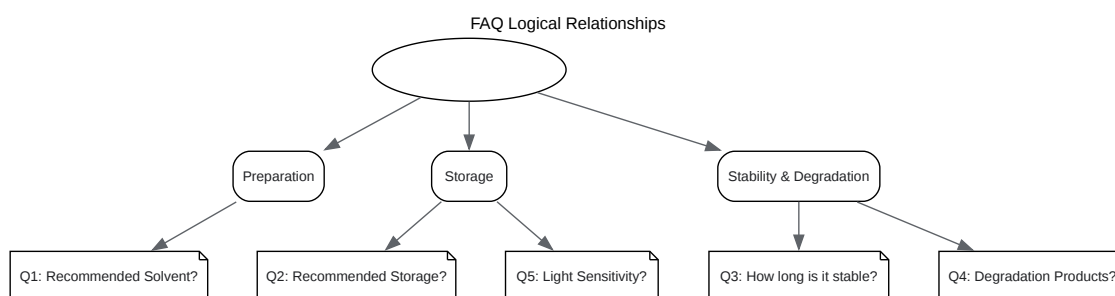 FAQ Logical Relationships
Preparation
Storage
Stability & Degradation
Q1: Recommended Solvent?
Q2: Recommended Storage?
Q5: Light Sensitivity?
Q3: How long is it stable?
Q4: Degradation Products?